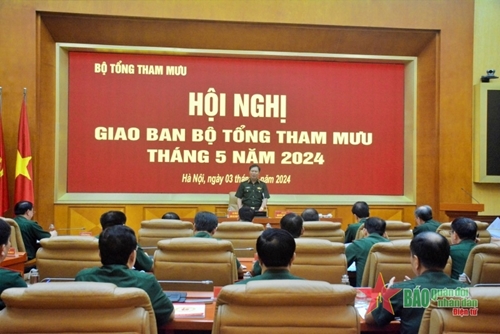 BỘ TỔNG THAM MƯU
HỘI NGHỊ
GIAO BAN BỘ TỔNG THAM MƯU
THÁNG 5 NĂM 2024
Hà Nội, ngày 03 tháng năm 2024
BÁO quân đội
nhân dân
Điện tử